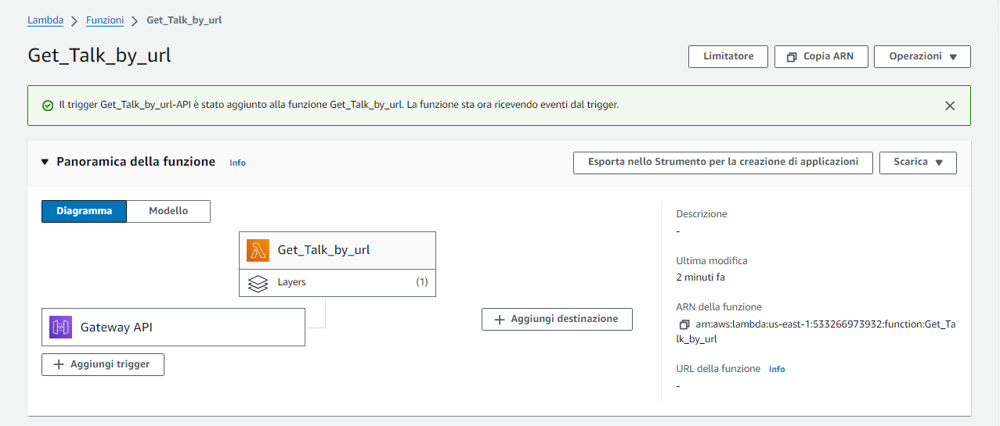 Lambda > Funzioni > Get_Talk_by_url
Get_Talk_by_url
Limitatore
Copia ARN
Operazioni
Il trigger Get_Talk_by_url-API è stato aggiunto alla funzione Get_Talk_by_url. La funzione sta ora ricevendo eventi dal trigger.
Panoramica della funzione Info
Esporta nello Strumento per la creazione di applicazioni
Scarica
Diagramma
Modello
Get_Talk_by_url
Layers (1)
Gateway API
+ Aggiungi trigger
+ Aggiungi destinazione
Descrizione
-
Ultima modifica
2 minuti fa
ARN della funzione
arn:aws:lambda:us-east-1:533266973932:function:Get_Ta
lk_by_url
URL della funzione Info
-